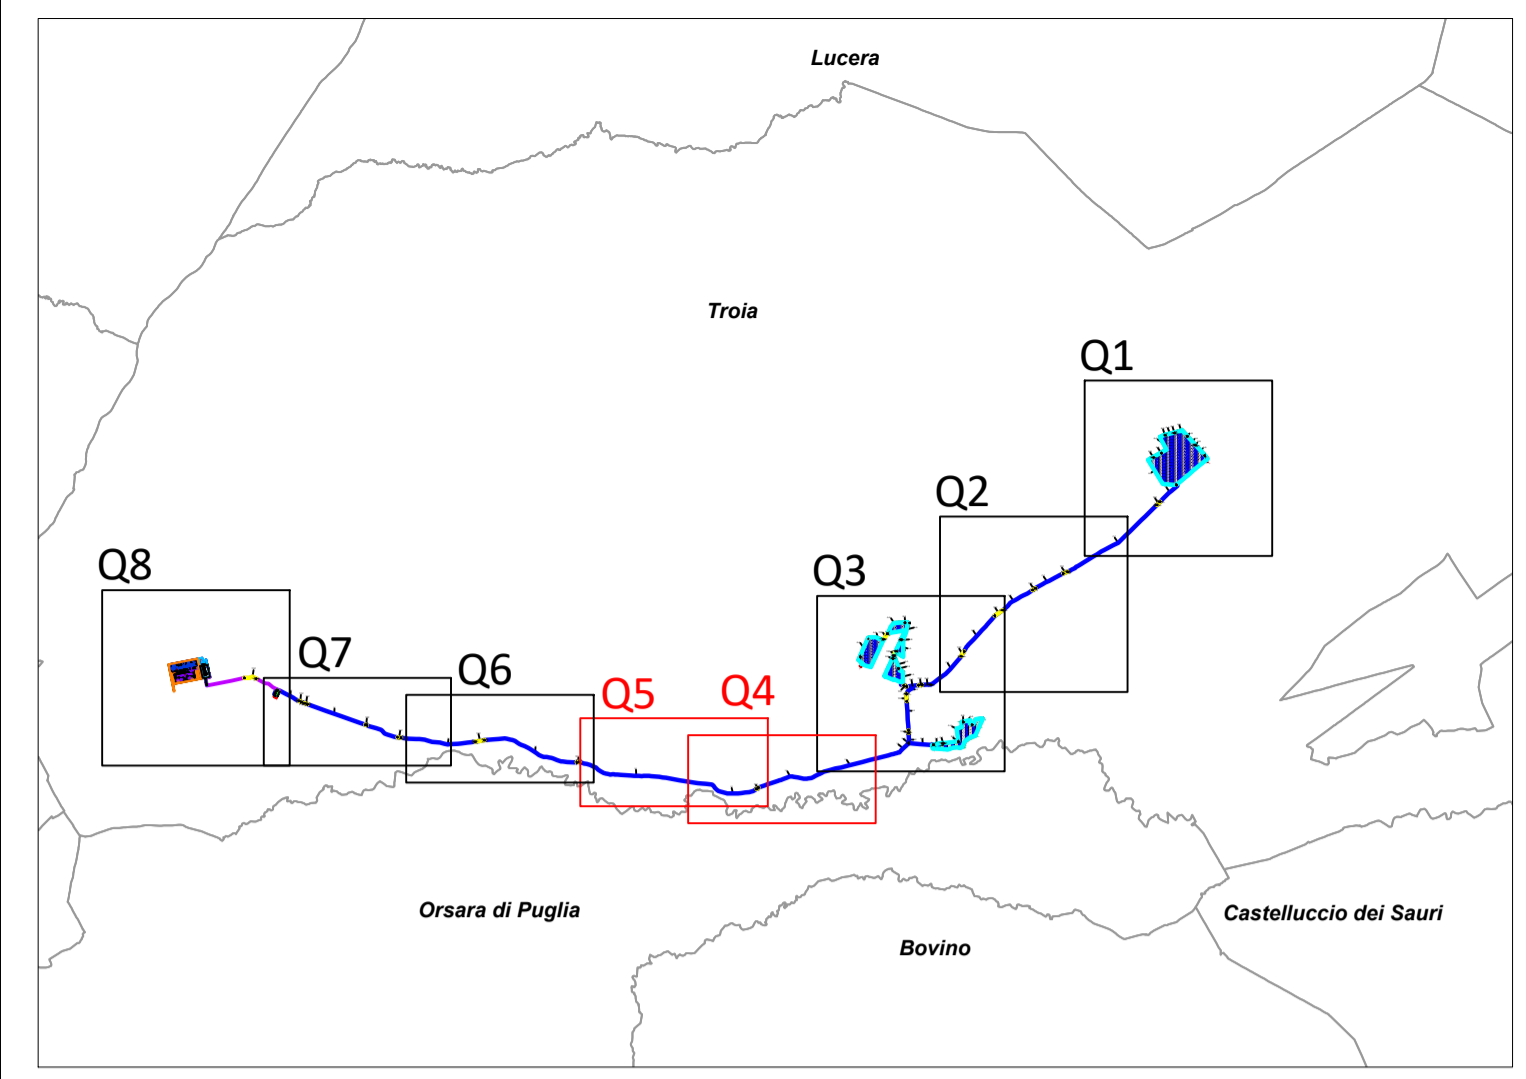 Lucera
Troia
Q1
Q2
Q3
Q8
Q7
Q6
Q5
Q4
Orsara di Puglia
Bovino
Castelluccio dei Sauri